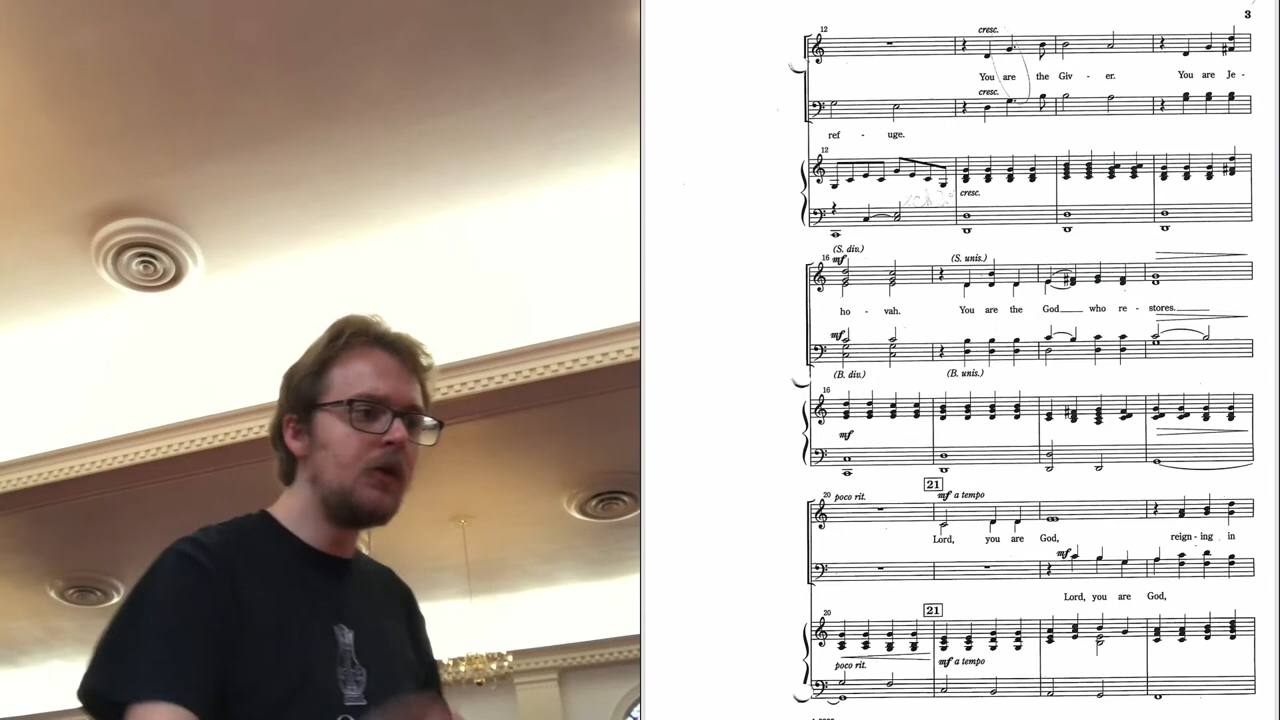 3
12
cresc.
You are the Giv - er. You are Je -
cresc.
ref - uge.
12
cresc.
(S. div.)
16
mf
(S. unis.)
ho - vah. You are the God who re - stores.
mf
(B. div.)
(B. unis.)
16
mf
21
20
poco rit.
mf a tempo
Lord, you are God, reign - ing in
mf
Lord, you are God,
20
21
poco rit.
mf a tempo